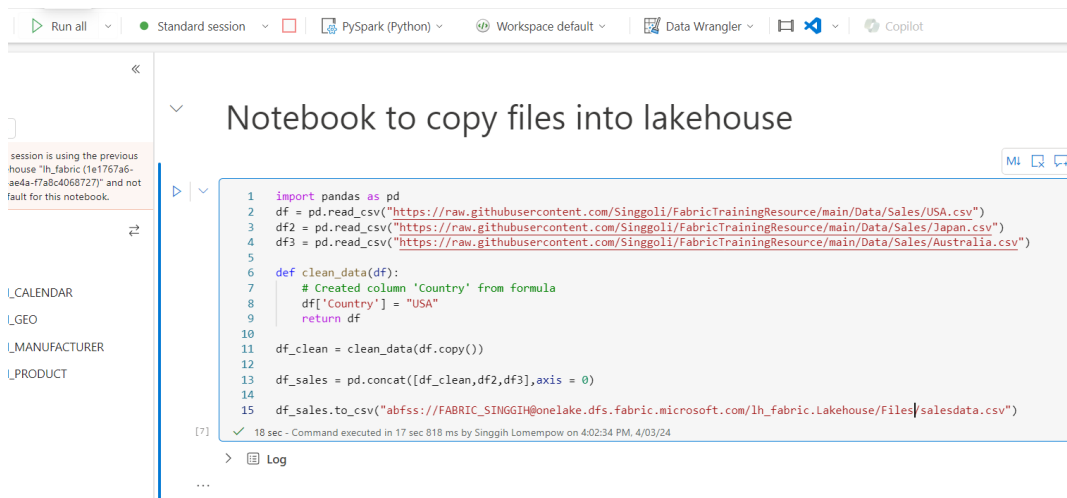 Run all
Standard session
PySpark (Python)
Workspace default
Data Wrangler
Copilot
session is using the previous
house "lh_fabric (1e1767a6-
ae4a-f7a8c4068727)" and not
fault for this notebook.
_CALENDAR
_GEO
_MANUFACTURER
_PRODUCT
Notebook to copy files into lakehouse
M↓
1 import pandas as pd
2 df = pd.read_csv("https://raw.githubusercontent.com/Singgoli/FabricTrainingResource/main/Data/Sales/USA.csv")
3 df2 = pd.read_csv("https://raw.githubusercontent.com/Singgoli/FabricTrainingResource/main/Data/Sales/Japan.csv")
4 df3 = pd.read_csv("https://raw.githubusercontent.com/Singgoli/FabricTrainingResource/main/Data/Sales/Australia.csv")
5
6 def clean_data(df):
7     # Created column 'Country' from formula
8     df['Country'] = "USA"
9     return df
10
11 df_clean = clean_data(df.copy())
12
13 df_sales = pd.concat([df_clean,df2,df3],axis = 0)
14
15 df_sales.to_csv("abfss://FABRIC_SINGGIH@onelake.dfs.fabric.microsoft.com/lh_fabric.Lakehouse/Files/salesdata.csv")
[7] 18 sec - Command executed in 17 sec 818 ms by Singgih Lomempow on 4:02:34 PM, 4/03/24
Log
...